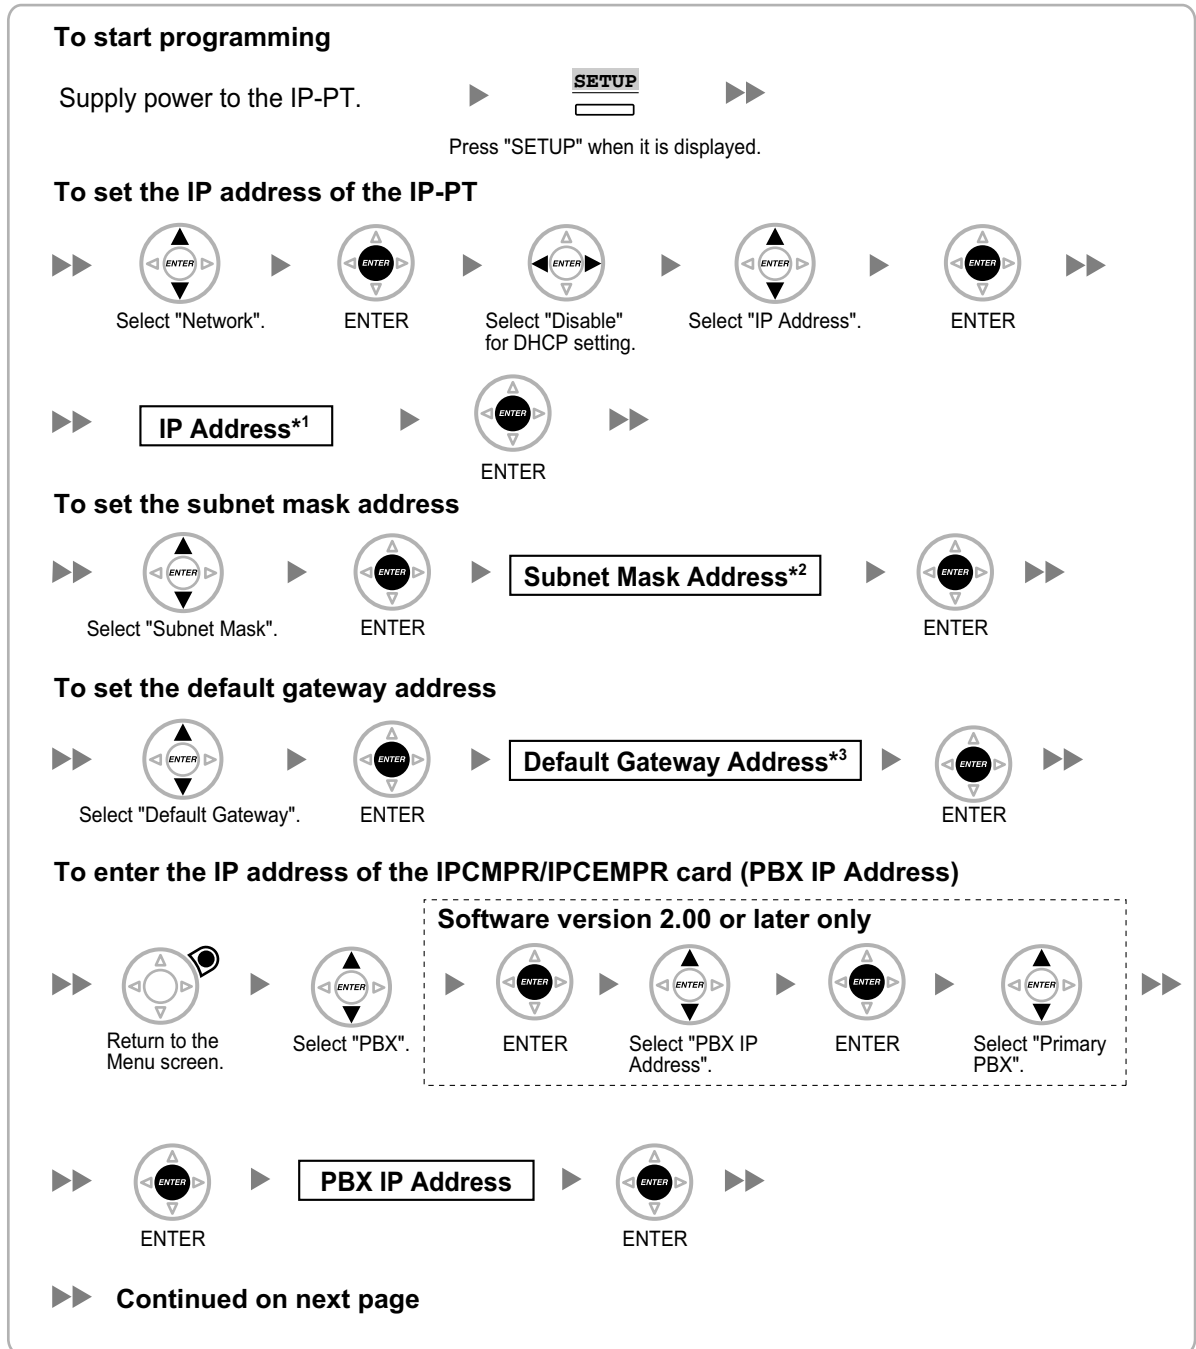 To start programming
Supply power to the IP-PT.
SETUP
Press "SETUP" when it is displayed.
To set the IP address of the IP-PT
ENTER
ENTER
ENTER
ENTER
ENTER
Select "Network".
ENTER
Select "Disable"
for DHCP setting.
Select "IP Address".
ENTER
IP Address*1
ENTER
ENTER
To set the subnet mask address
ENTER
ENTER
Subnet Mask Address*2
ENTER
Select "Subnet Mask".
ENTER
ENTER
To set the default gateway address
ENTER
ENTER
Default Gateway Address*3
ENTER
Select "Default Gateway".
ENTER
ENTER
To enter the IP address of the IPCMPR/IPCEMPR card (PBX IP Address)
Software version 2.00 or later only
ENTER
ENTER
ENTER
ENTER
ENTER
Return to the
Menu screen.
Select "PBX".
ENTER
Select "PBX IP
Address".
ENTER
Select "Primary
PBX".
ENTER
PBX IP Address
ENTER
ENTER
ENTER
Continued on next page